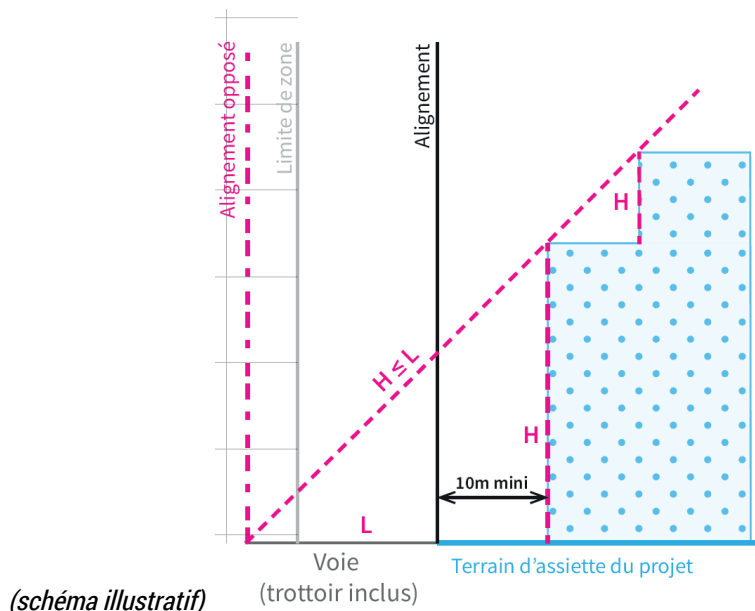 Alignement opposé
Limite de zone
Alignement
H
H ≤ L
H
10m mini
L
Voie
(trottoir inclus)
Terrain d’assiette du projet
(schéma illustratif)